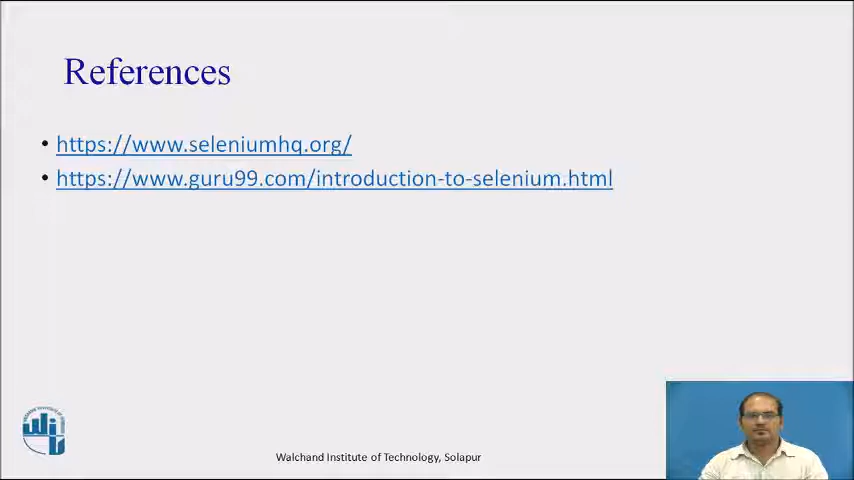 References
• https://www.seleniumhq.org/
• https://www.guru99.com/introduction-to-selenium.html
Walchand Institute of Technology, Solapur